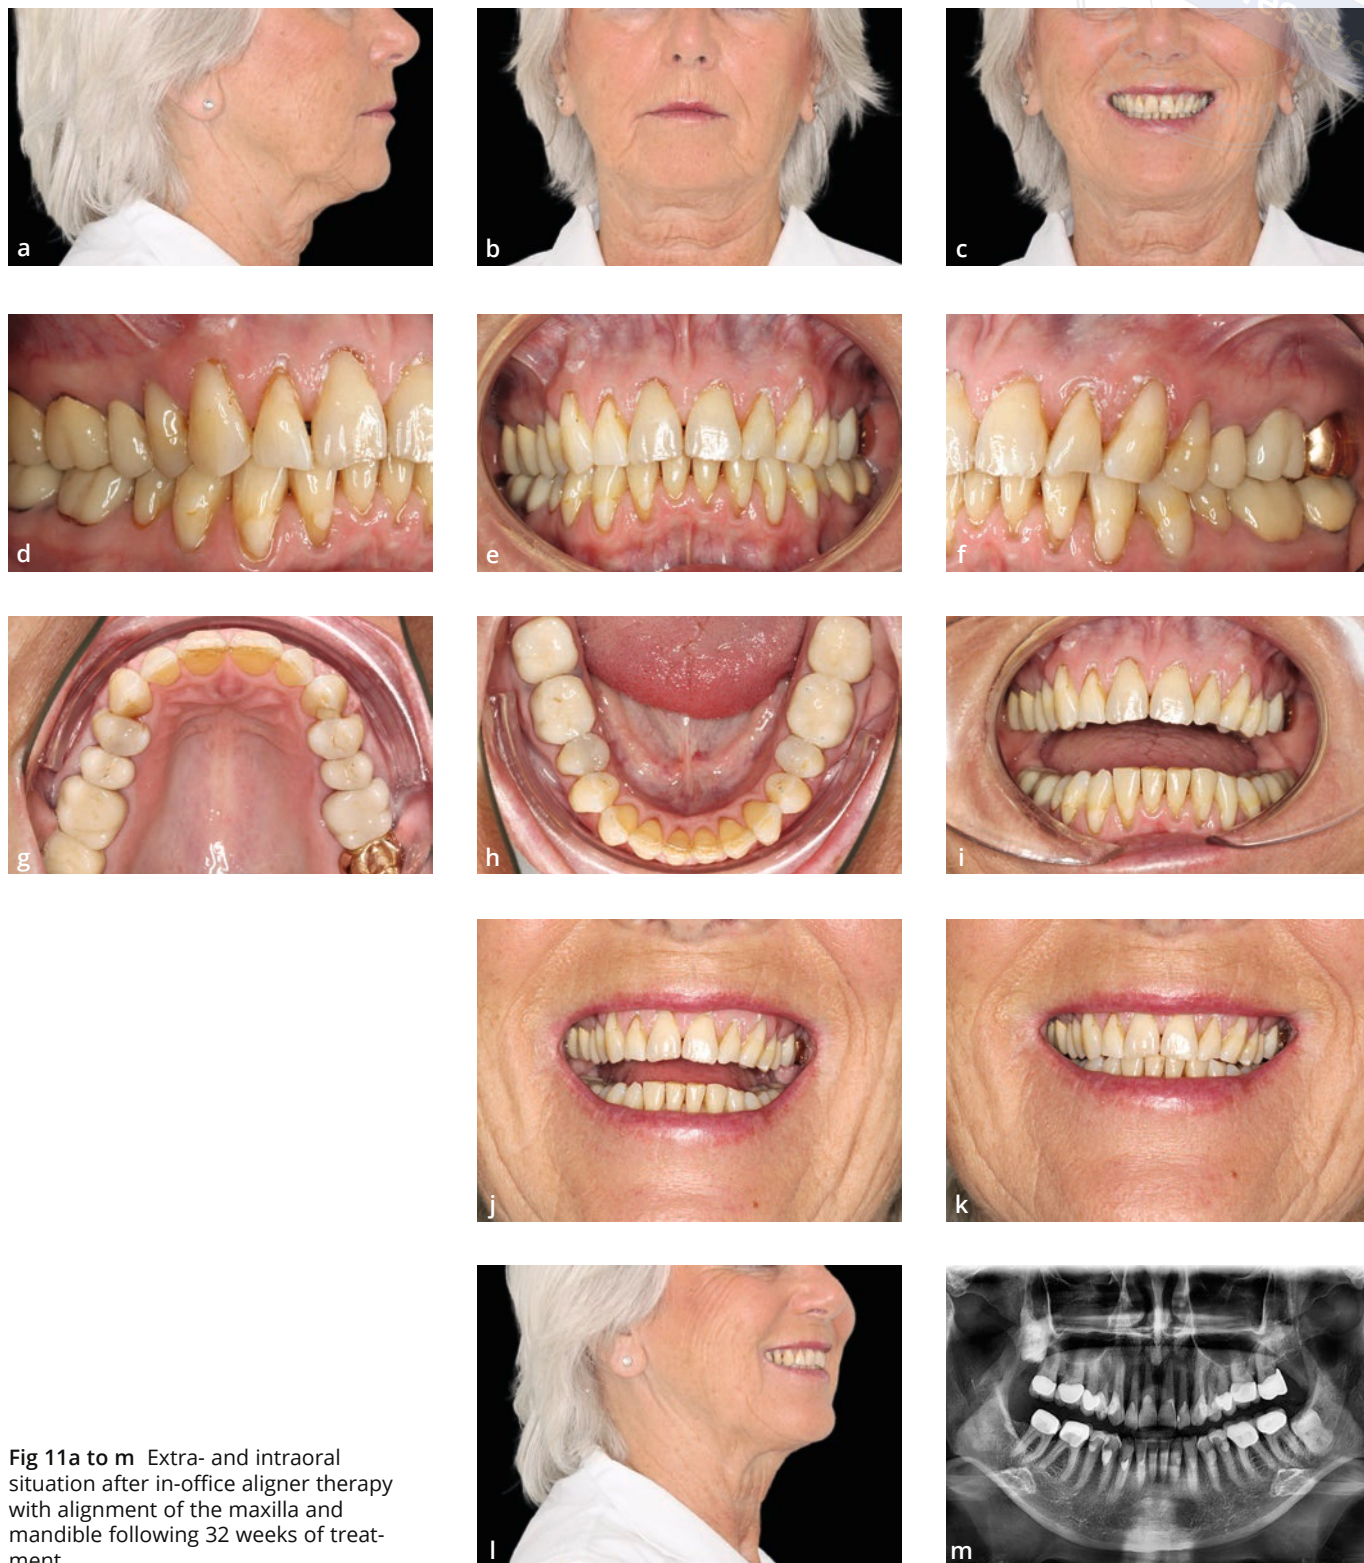 a
b
c
d
e
f
g
h
i
j
k
l
m
Fig 11a to m Extra- and intraoral
situation after in-office aligner therapy
with alignment of the maxilla and
mandible following 32 weeks of treat-
ment.